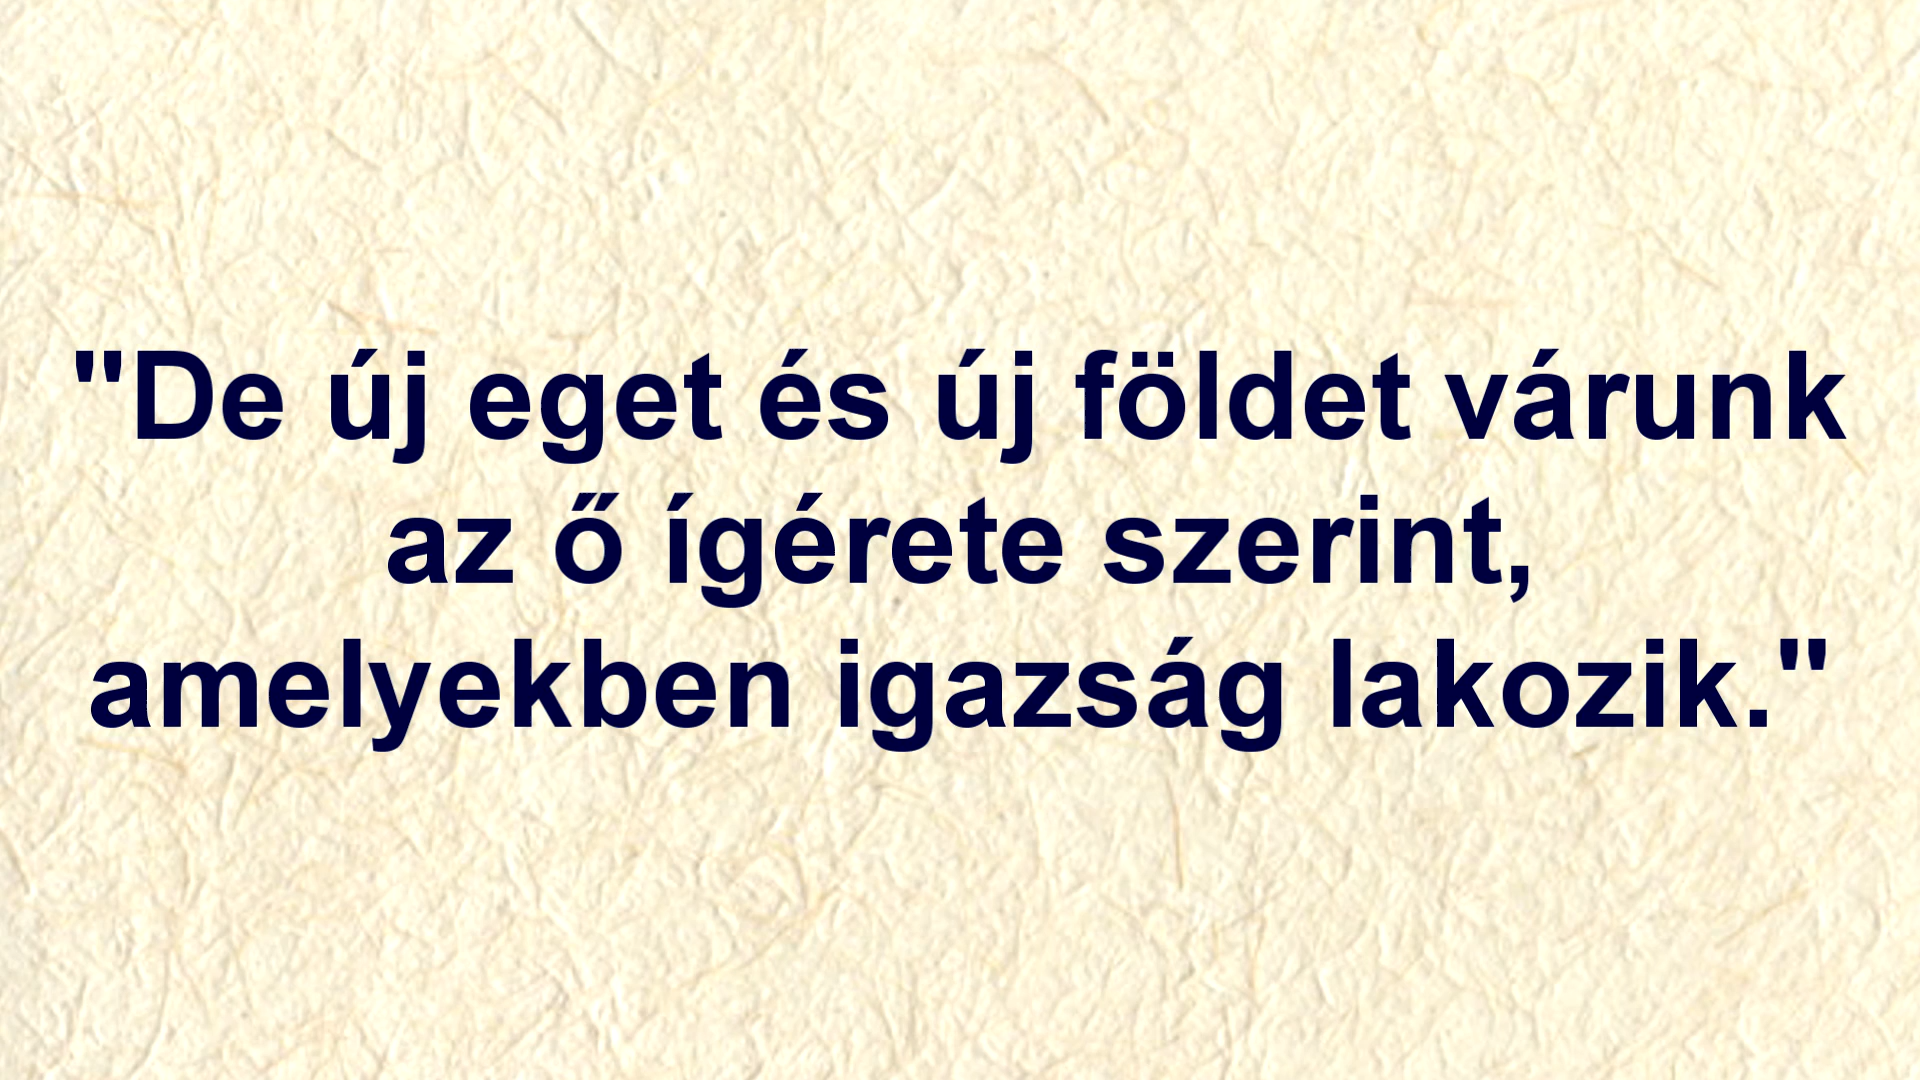 "De új eget és új földet várunk
az ő ígérete szerint,
amelyekben igazság lakozik."